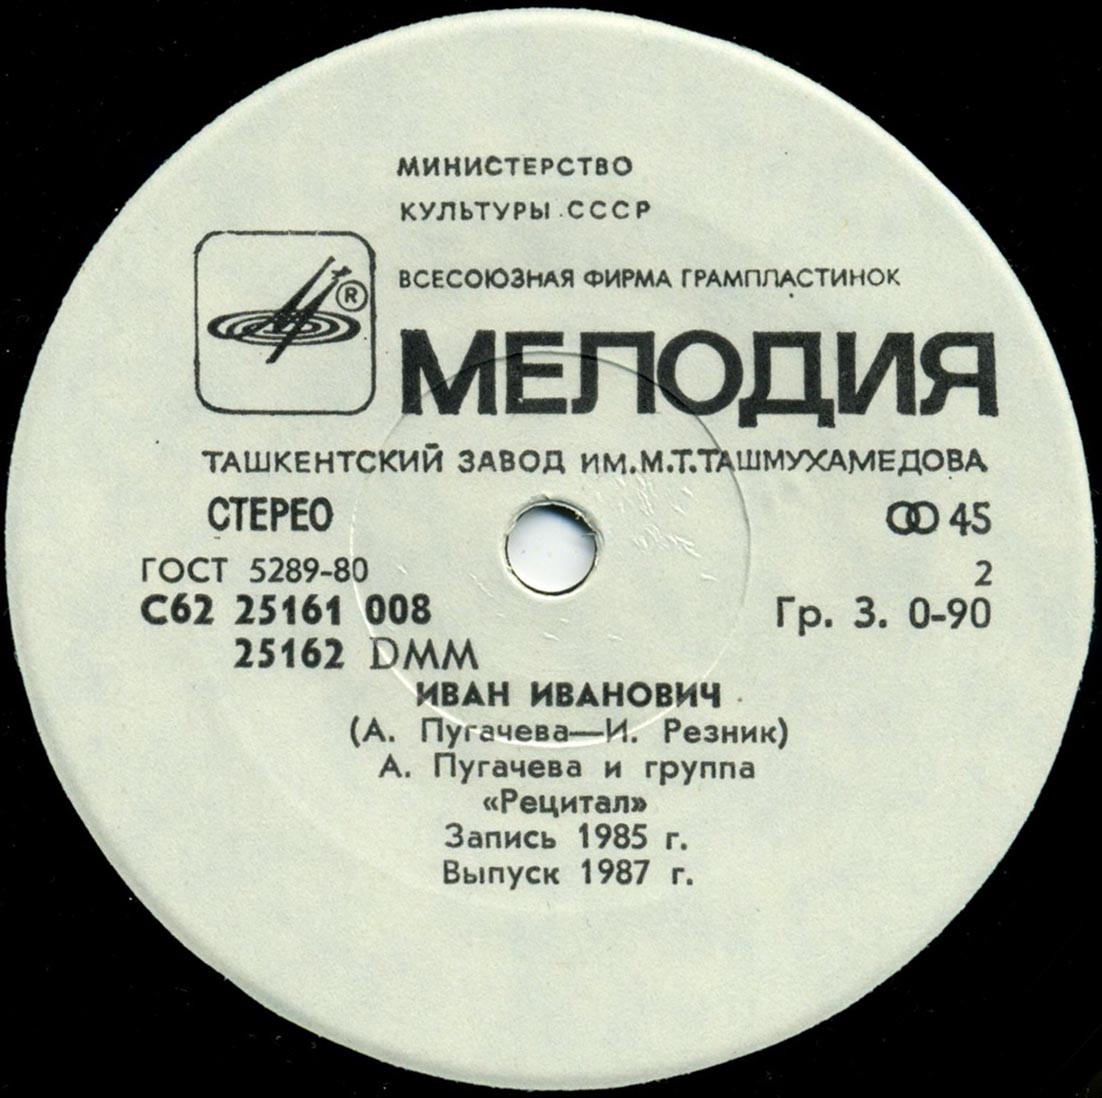 МИНИСТЕРСТВО
КУЛЬТУРЫ СССР
ВСЕСОЮЗНАЯ ФИРМА ГРАМПЛАСТИНОК
®
МЕЛОДИЯ
ТАШКЕНТСКИЙ ЗАВОД ИМ.М.Т.ТАШМУХАМЕДОВА
СТЕРЕО
45
ГОСТ 5289-80
2
С62 25161 008
Гр. 3. 0-90
25162 DMM
ИВАН ИВАНОВИЧ
(А. Пугачева—И. Резник)
А. Пугачева и группа
«Рецитал»
Запись 1985 г.
Выпуск 1987 г.